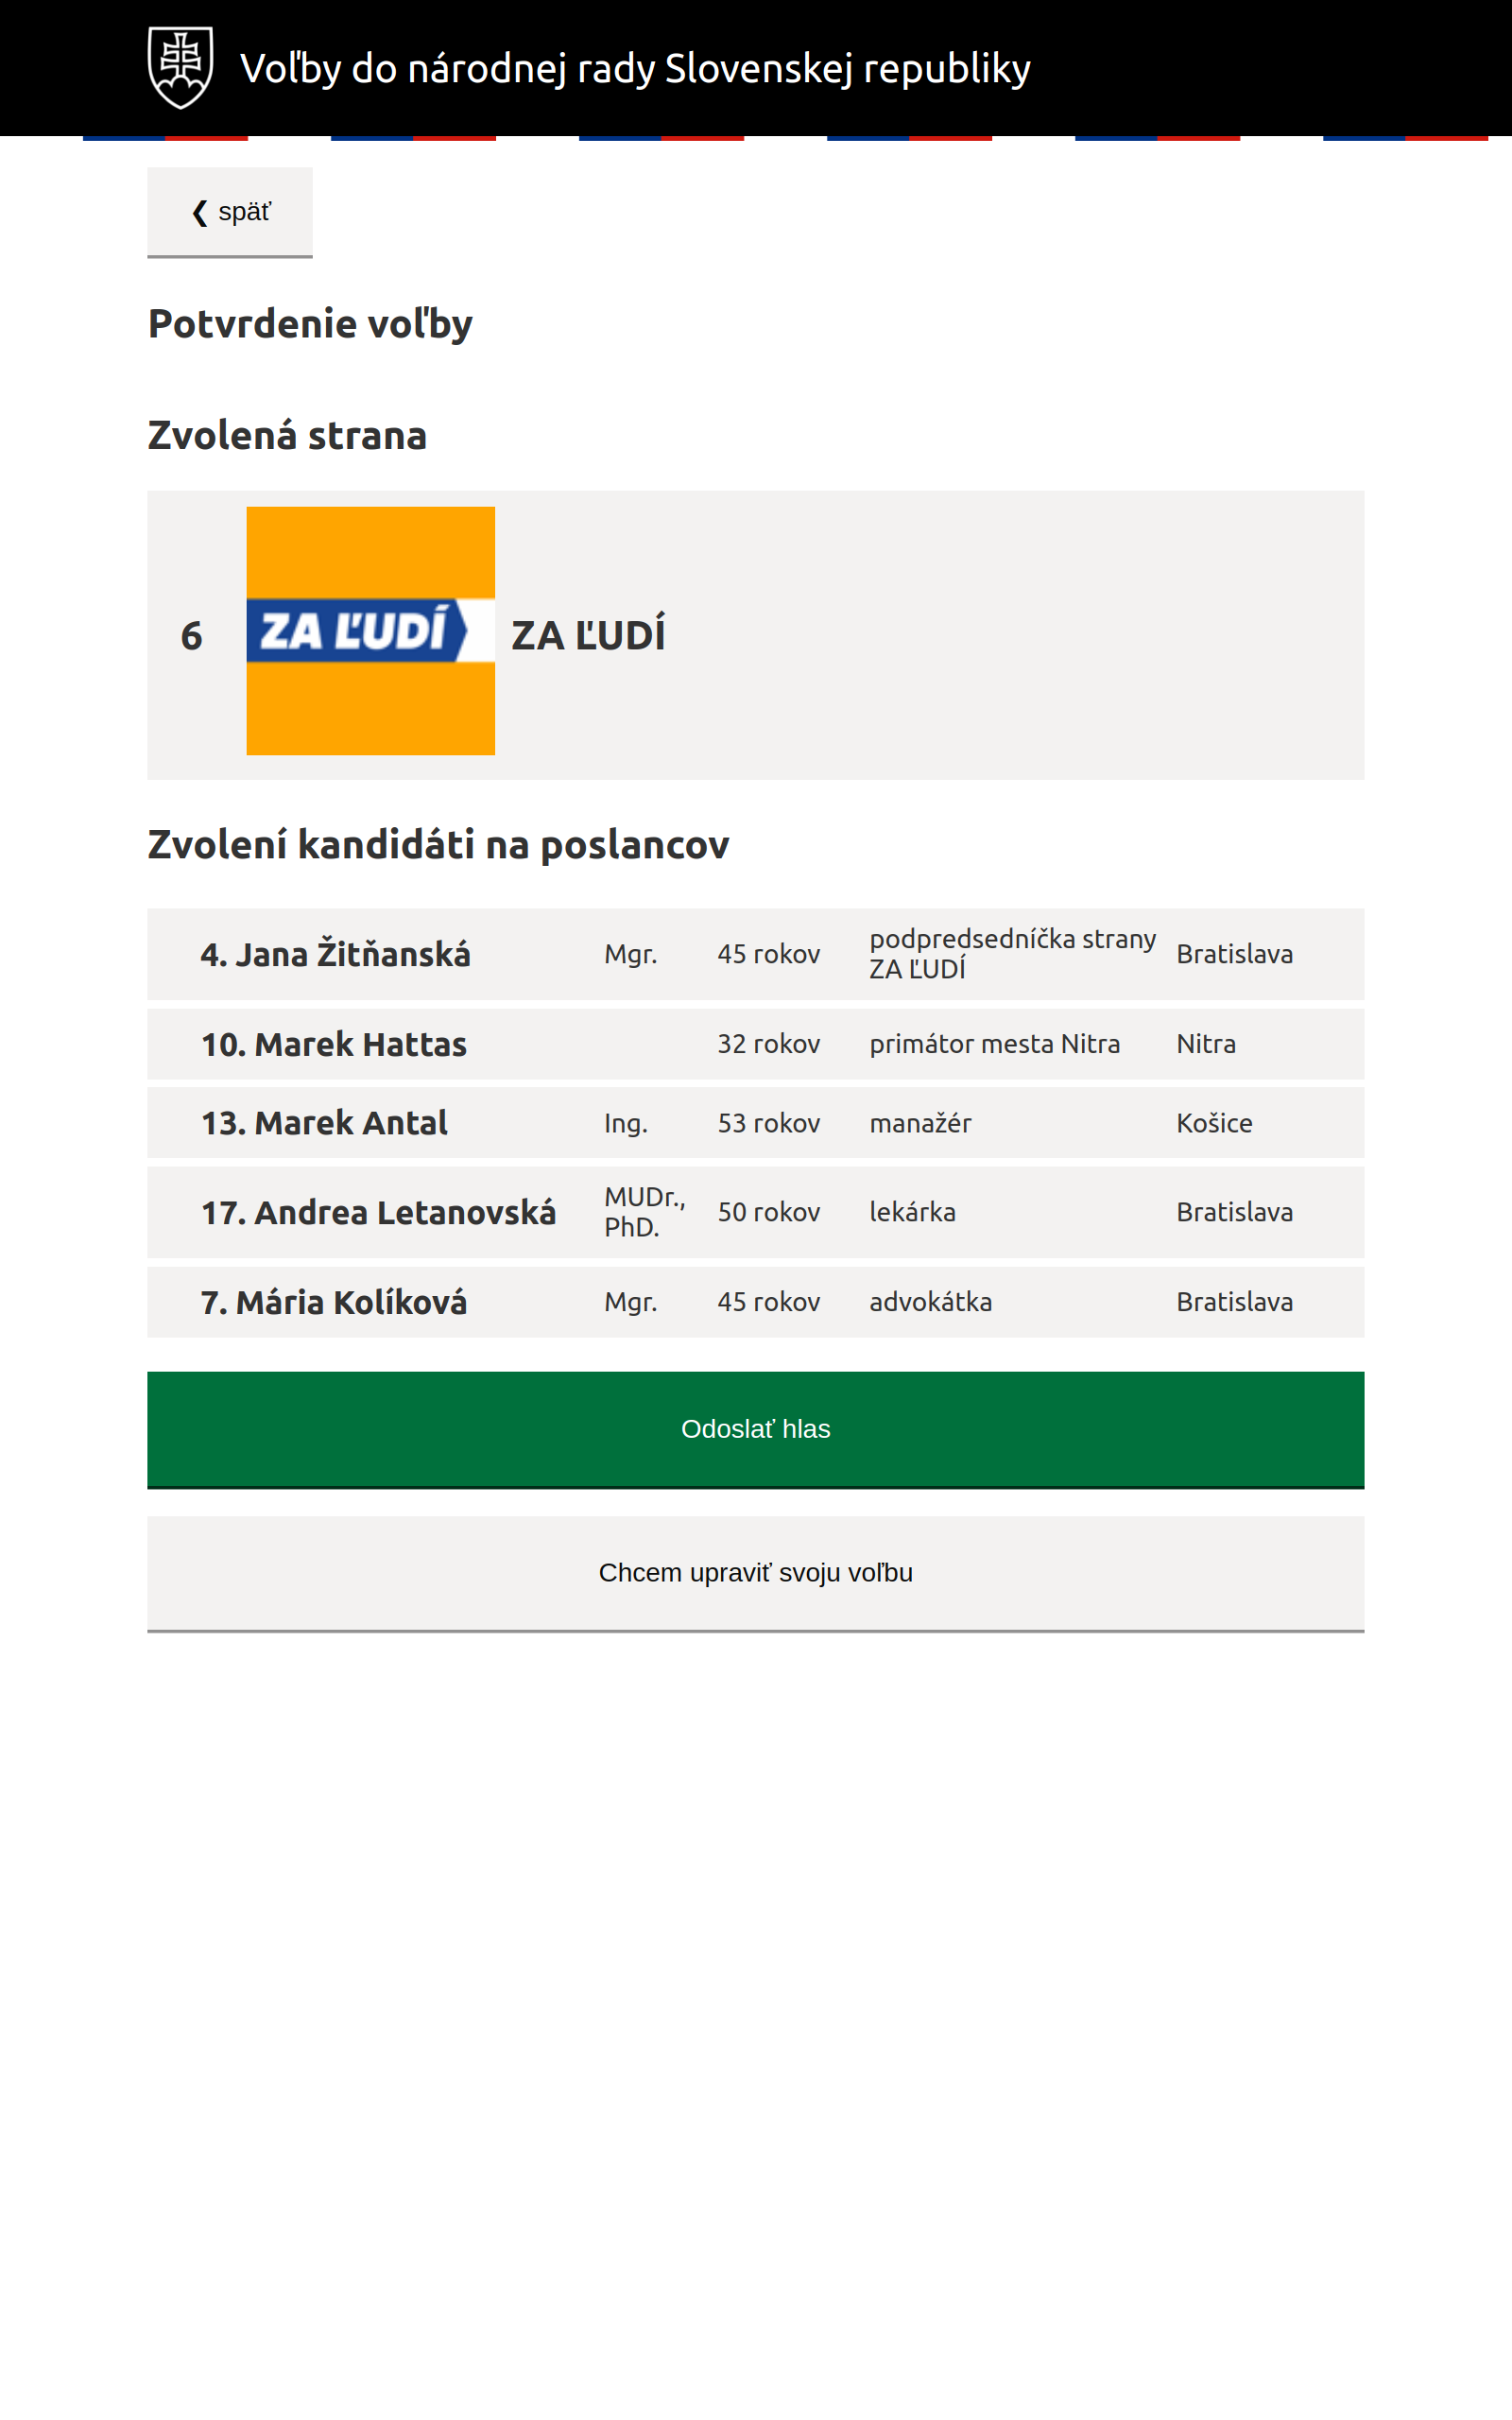 Voľby do národnej rady Slovenskej republiky
❮ späť
Potvrdenie voľby
Zvolená strana
6 ZA ĽUDÍ ZA ĽUDÍ
Zvolení kandidáti na poslancov
4. Jana Žitňanská Mgr. 45 rokov podpredsedníčka strany ZA ĽUDÍ Bratislava
10. Marek Hattas 32 rokov primátor mesta Nitra Nitra
13. Marek Antal Ing. 53 rokov manažér Košice
17. Andrea Letanovská MUDr., PhD. 50 rokov lekárka Bratislava
7. Mária Kolíková Mgr. 45 rokov advokátka Bratislava
Odoslať hlas
Chcem upraviť svoju voľbu